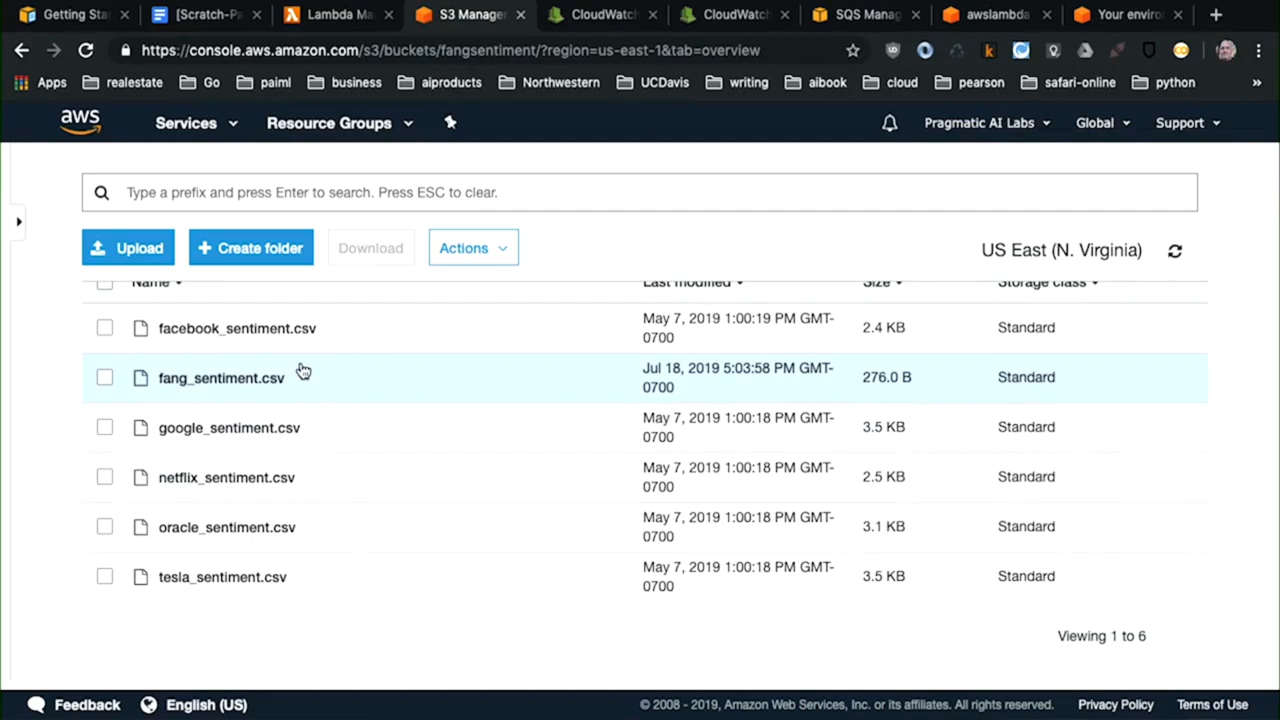 Getting Sta
[Scratch-Pa
Lambda Ma
S3 Manage
CloudWatch
CloudWatch
SQS Manag
awslambda
Your enviro
https://console.aws.amazon.com/s3/buckets/fangsentiment/?region=us-east-1&tab=overview
Apps realestate Go paiml business aiproducts Northwestern UCDavis writing aibook cloud pearson safari-online python »
aws Services Resource Groups Pragmatic AI Labs Global Support
Type a prefix and press Enter to search. Press ESC to clear.
Upload + Create folder Download Actions US East (N. Virginia)
Name Last modified Size Storage class
facebook_sentiment.csv May 7, 2019 1:00:19 PM GMT-0700 2.4 KB Standard
fang_sentiment.csv Jul 18, 2019 5:03:58 PM GMT-0700 276.0 B Standard
google_sentiment.csv May 7, 2019 1:00:18 PM GMT-0700 3.5 KB Standard
netflix_sentiment.csv May 7, 2019 1:00:18 PM GMT-0700 2.5 KB Standard
oracle_sentiment.csv May 7, 2019 1:00:18 PM GMT-0700 3.1 KB Standard
tesla_sentiment.csv May 7, 2019 1:00:18 PM GMT-0700 3.5 KB Standard
Viewing 1 to 6
Feedback English (US) © 2008 - 2019, Amazon Web Services, Inc. or its affiliates. All rights reserved. Privacy Policy Terms of Use